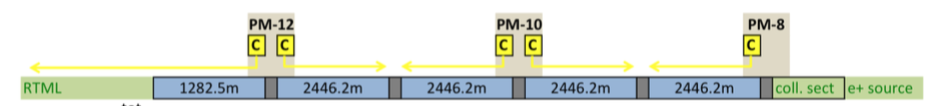 PM-12 PM-10 PM-8
C C C C C
RTML 1282.5m 2446.2m 2446.2m 2446.2m 2446.2m coll. sect e+ source